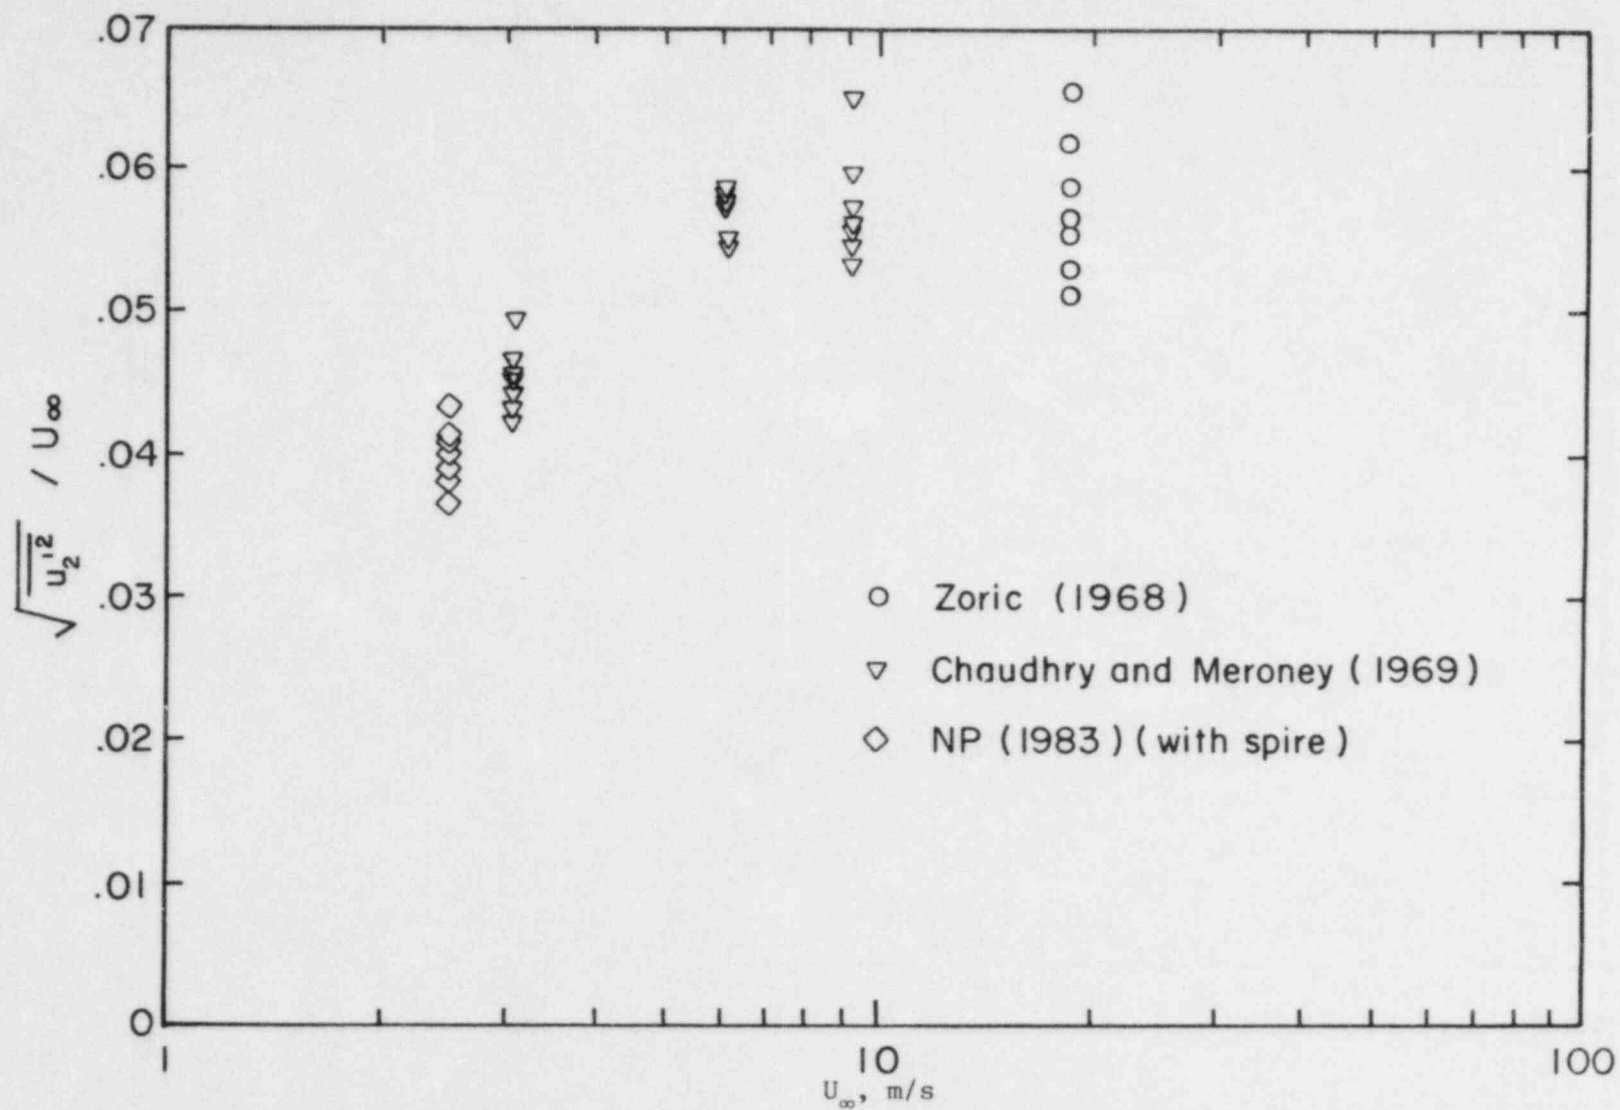 .07
.06
.05
.04
.03
.02
.01
0
√u₂'² / U∞
○ Zoric (1968)
▽ Chaudhry and Meroney (1969)
◇ NP (1983) (with spire)
1
10
100
U∞, m/s